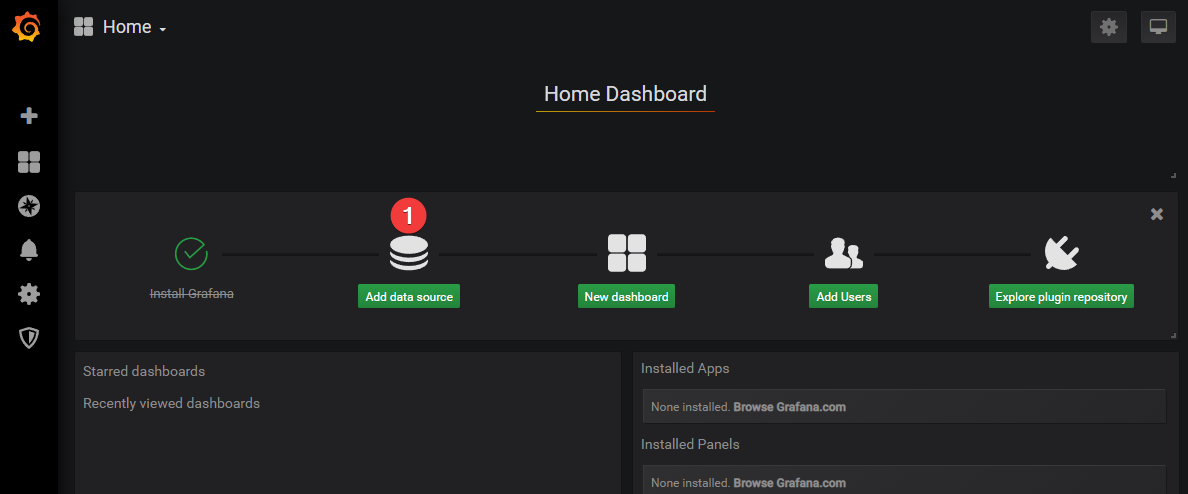 Home
Home Dashboard
1
Install Grafana
Add data source
New dashboard
Add Users
Explore plugin repository
Starred dashboards
Recently viewed dashboards
Installed Apps
None installed. Browse Grafana.com
Installed Panels
None installed. Browse Grafana.com